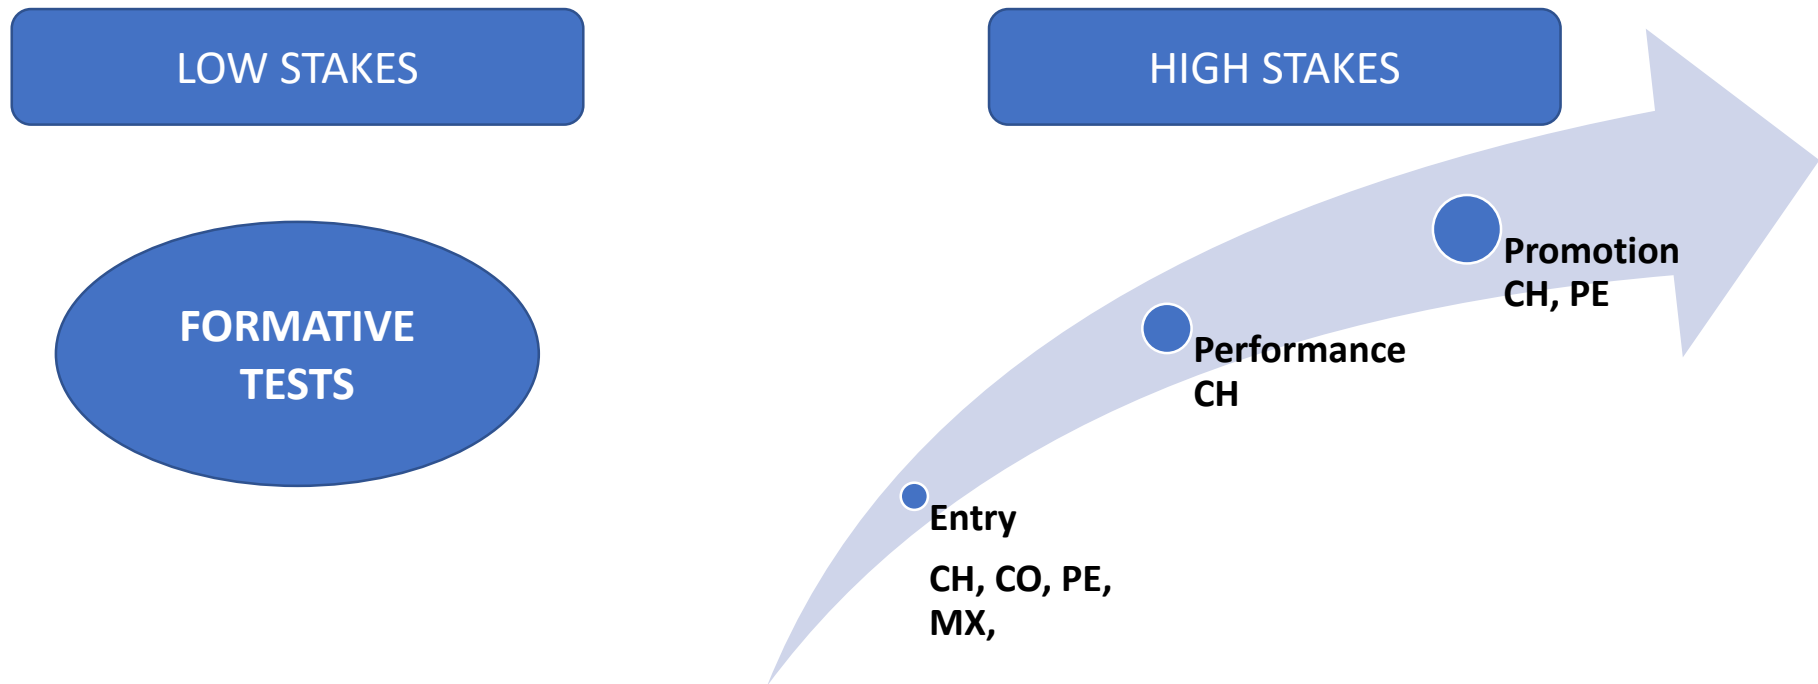 LOW STAKES
HIGH STAKES
FORMATIVE
TESTS
Promotion
CH, PE
Performance
CH
Entry
CH, CO, PE,
MX,